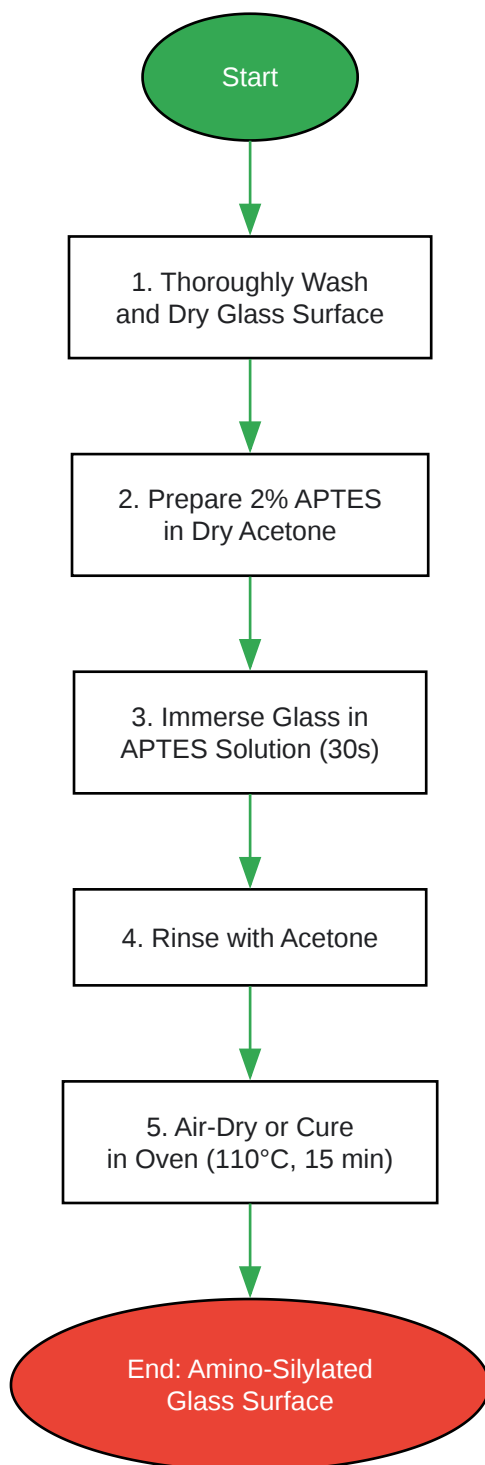 Start
1. Thoroughly Wash
and Dry Glass Surface
2. Prepare 2% APTES
in Dry Acetone
3. Immerse Glass in
APTES Solution (30s)
4. Rinse with Acetone
5. Air-Dry or Cure
in Oven (110°C, 15 min)
End: Amino-Silylated
Glass Surface